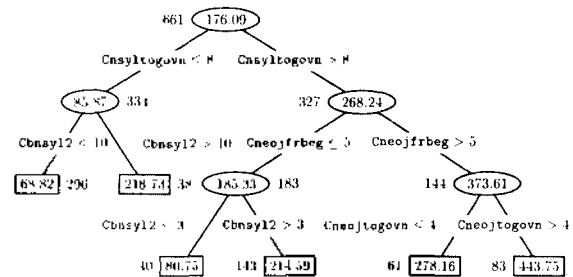 661 176.09
Cnsyltogovn ≤ 8 Cnsyltogovn > 8
85.87 334 327 268.24
Cbnsyl2 < 10 Cbnsyl2 > 10 Cneojfrbeg ≤ 5 Cneojfrbeg > 5
68.82 296 218.73 38 185.33 183 144 373.61
Cbnsyl2 < 3 Cbnsyl2 > 3 Cneojtogovn ≤ 4 Cneojtogovn > 4
40 80.75 143 214.59 61 278.16 83 443.75